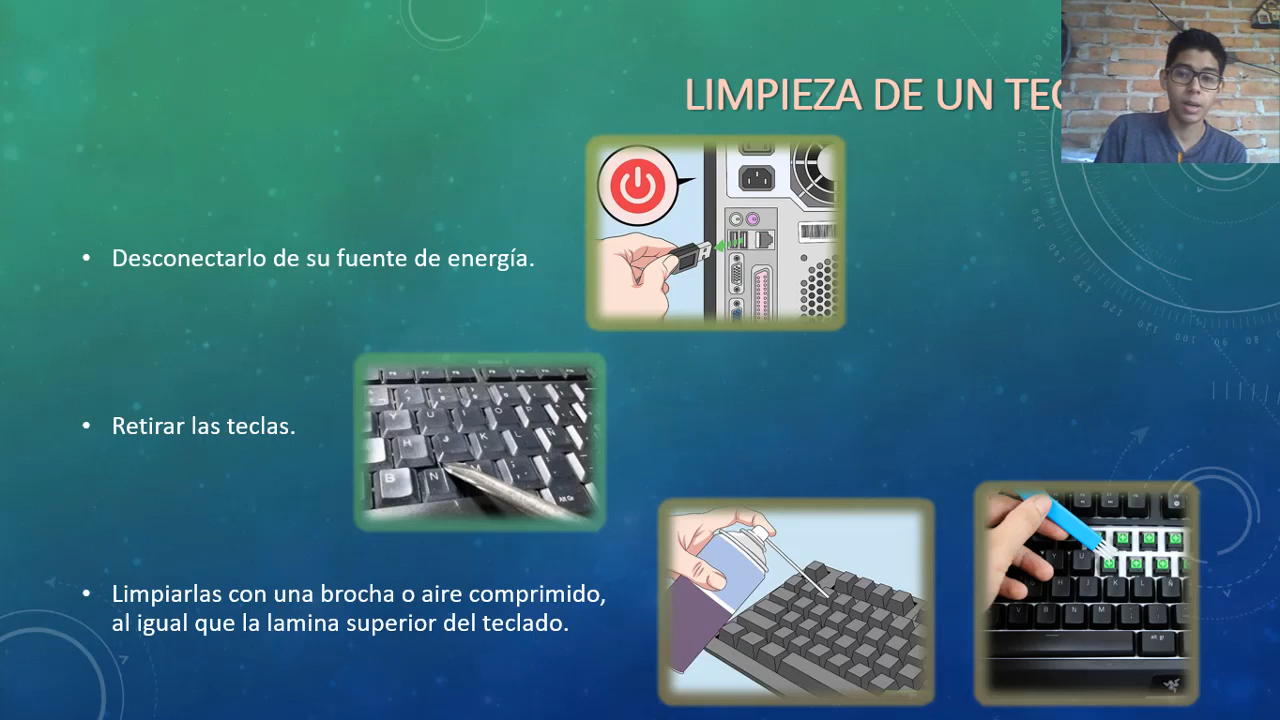 LIMPIEZA DE UN TEC
Desconectarlo de su fuente de energía.
Retirar las teclas.
Limpiarlas con una brocha o aire comprimido,
al igual que la lamina superior del teclado.